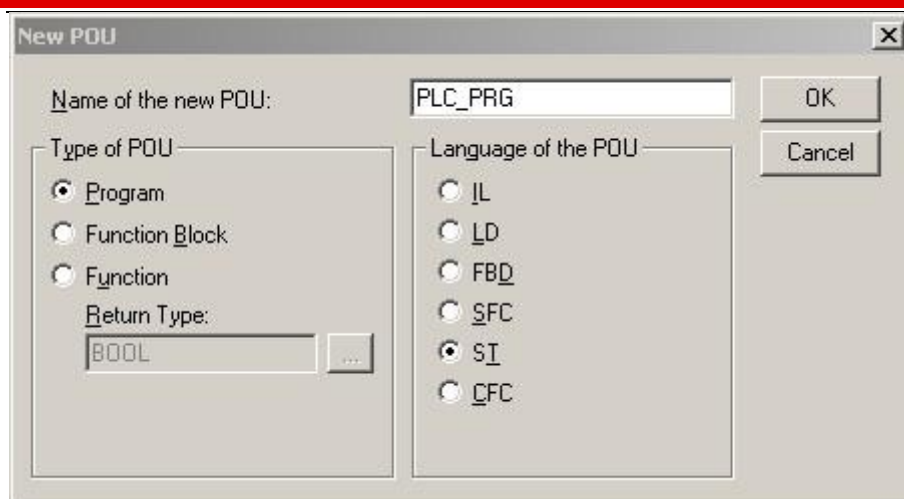 New POU
Name of the new POU:
PLC_PRG
OK
Cancel
Type of POU
Program
Function Block
Function
Return Type:
BOOL
...
Language of the POU
IL
LD
FBD
SFC
ST
CFC